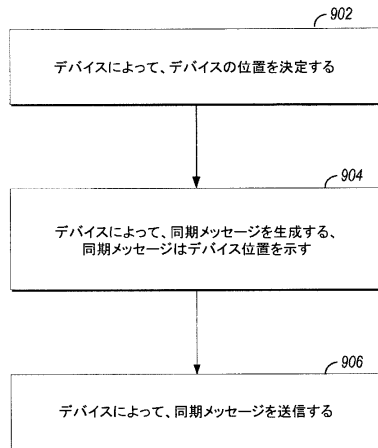 902
デバイスによって、デバイスの位置を決定する
904
デバイスによって、同期メッセージを生成する、
同期メッセージはデバイス位置を示す
906
デバイスによって、同期メッセージを送信する